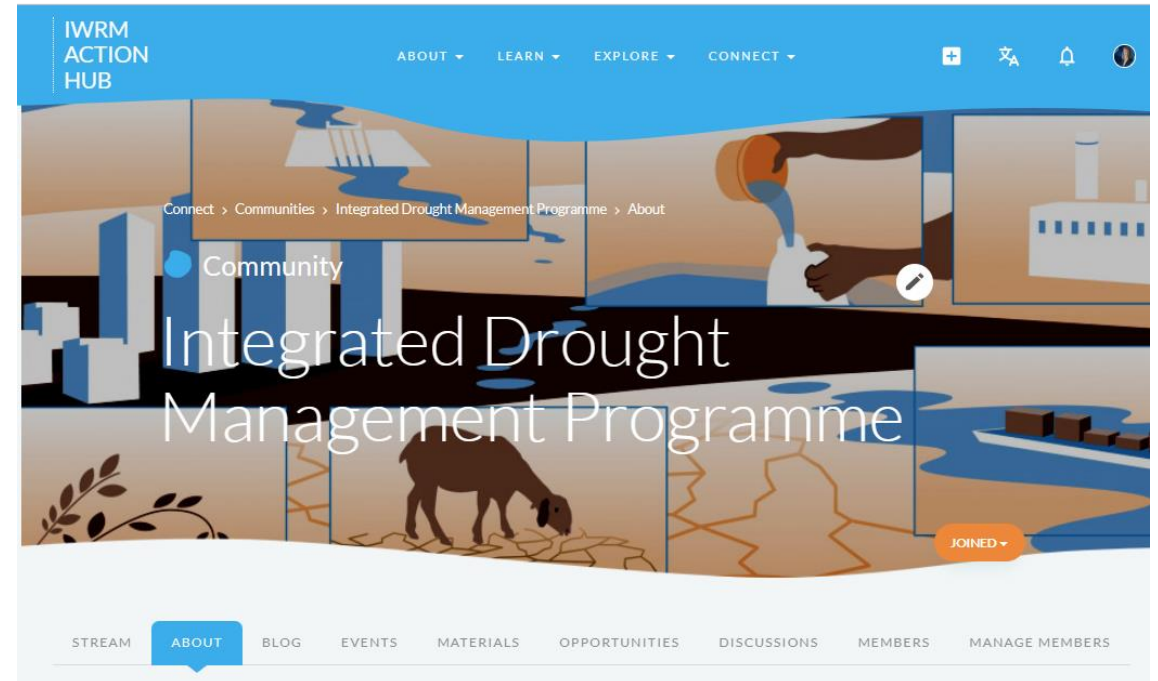 IWRM
ACTION
HUB
ABOUT LEARN EXPLORE CONNECT
Connect > Communities > Integrated Drought Management Programme > About
Community
Integrated Drought
Management Programme
JOINED
STREAM ABOUT BLOG EVENTS MATERIALS OPPORTUNITIES DISCUSSIONS MEMBERS MANAGE MEMBERS